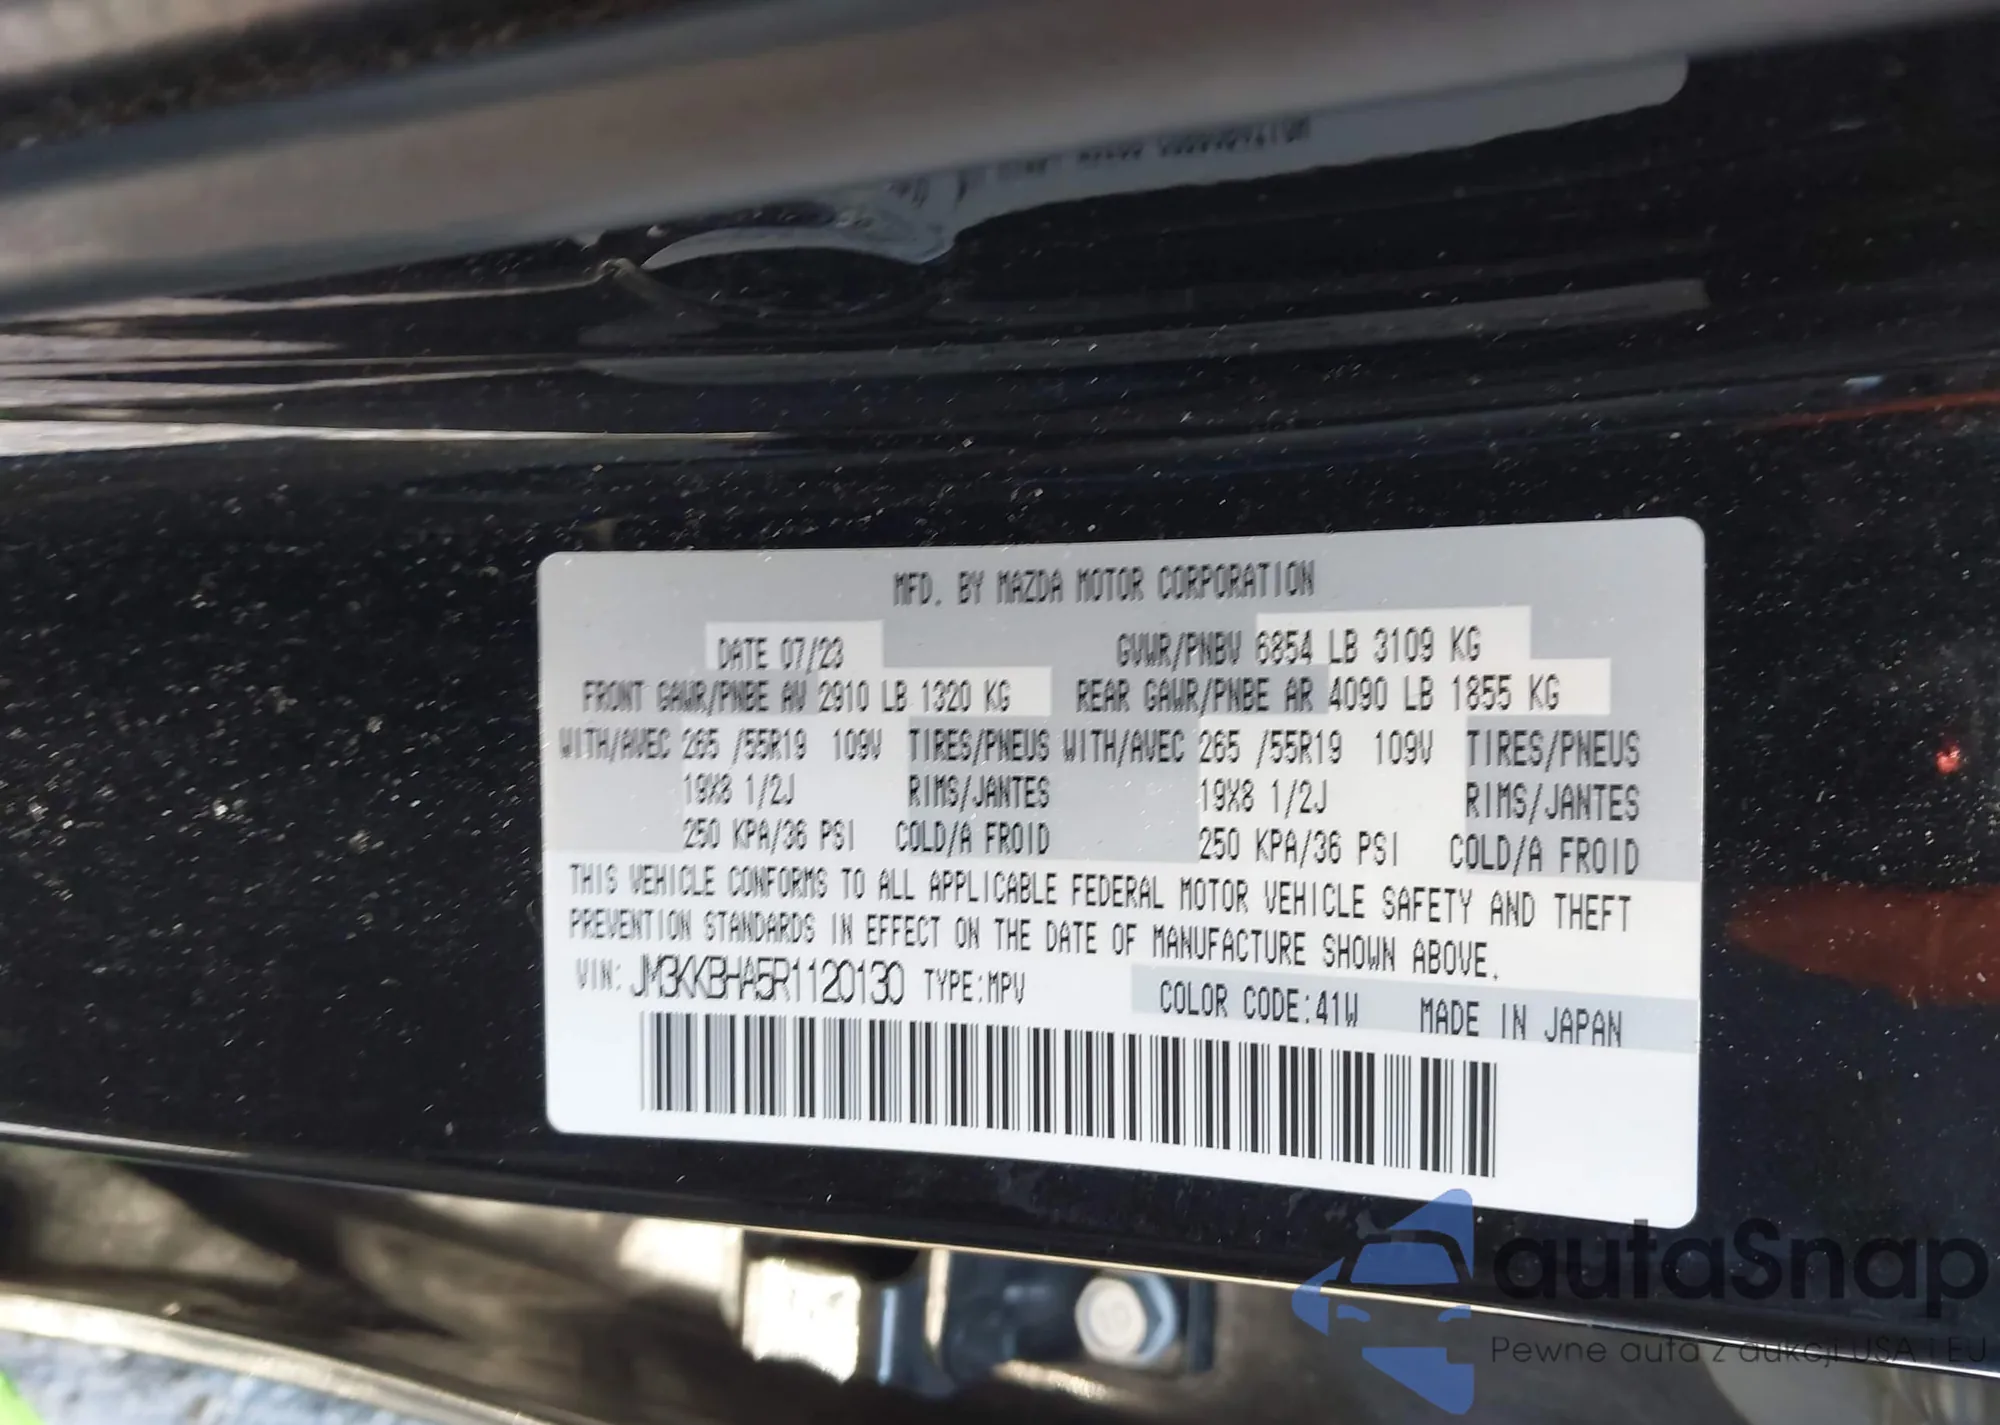 MFD. BY MAZDA MOTOR CORPORATION
DATE 07/23 GVWR/PNBV 6854 LB 3109 KG
FRONT GAWR/PNBE AV 2910 LB 1320 KG REAR GAWR/PNBE AR 4090 LB 1855 KG
WITH/AVEC 265 /55R19 109V TIRES/PNEUS WITH/AVEC 265 /55R19 109V TIRES/PNEUS
19X8 1/2J RIMS/JANTES 19X8 1/2J RIMS/JANTES
250 KPA/36 PSI COLD/A FROID 250 KPA/36 PSI COLD/A FROID
THIS VEHICLE CONFORMS TO ALL APPLICABLE FEDERAL MOTOR VEHICLE SAFETY AND THEFT
PREVENTION STANDARDS IN EFFECT ON THE DATE OF MANUFACTURE SHOWN ABOVE.
VIN: JM3KKBHA5R1120130 TYPE:MPV COLOR CODE:41W MADE IN JAPAN
autaSnap
Pewne auta z aukcji USA i EU